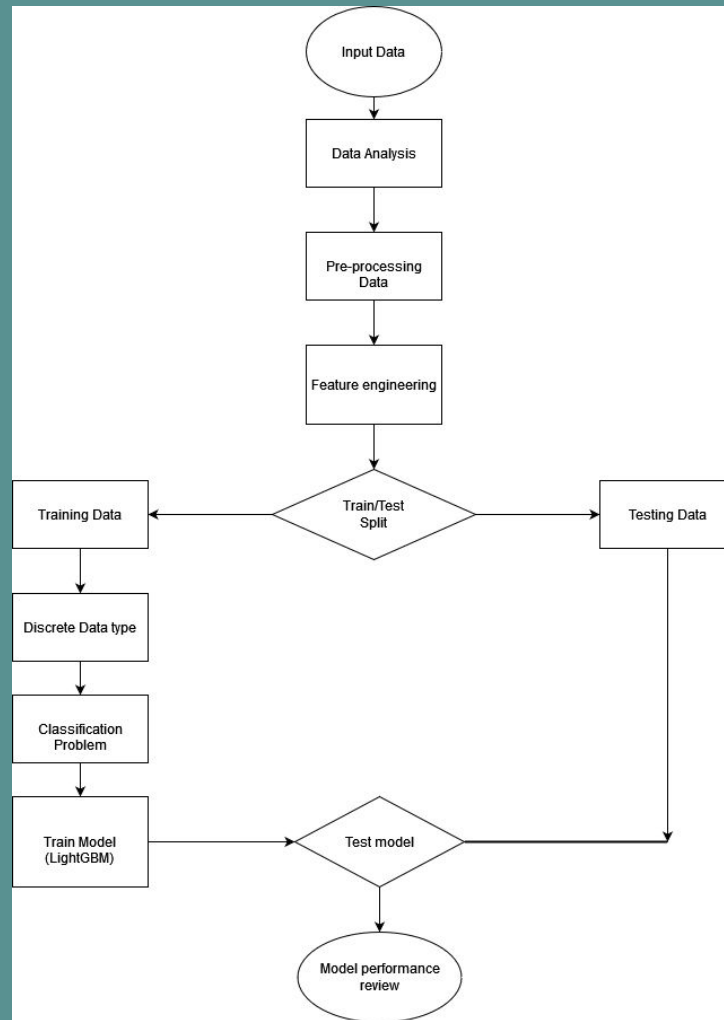 Input Data
Data Analysis
Pre-processing
Data
Feature engineering
Train/Test
Split
Training Data
Testing Data
Discrete Data type
Classification
Problem
Train Model
(LightGBM)
Test model
Model performance
review